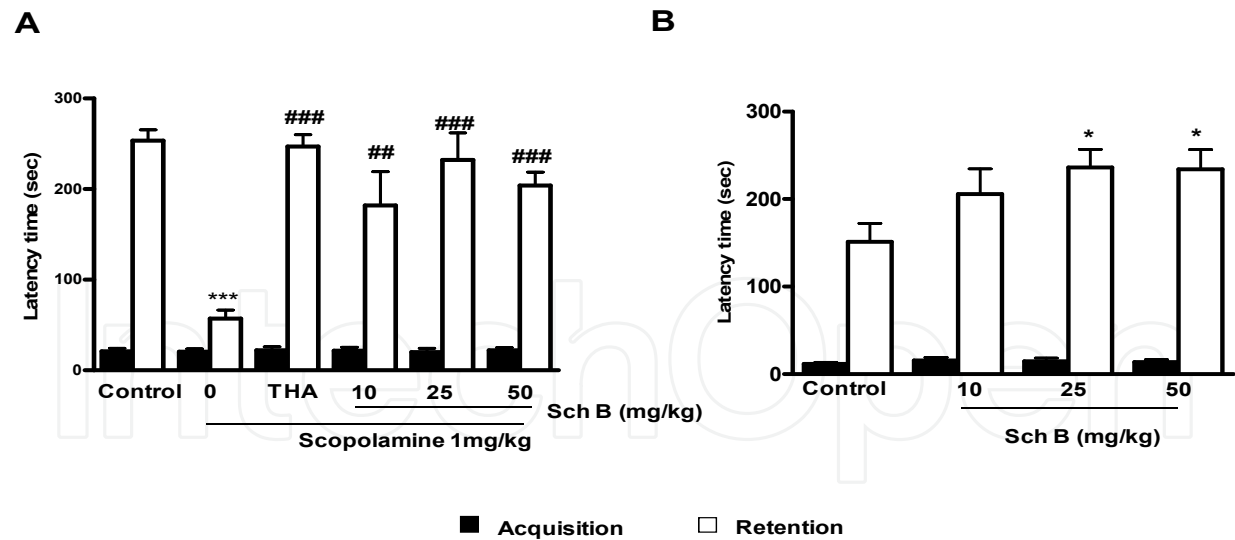 A
B
300
200
100
0
Latency time (sec)
###
##
###
###
***
Control
0
THA
10
25
50
Sch B (mg/kg)
Scopolamine 1mg/kg
300
200
100
0
Latency time (sec)
*
*
Control
10
25
50
Sch B (mg/kg)
IntechOpen
Acquisition
Retention